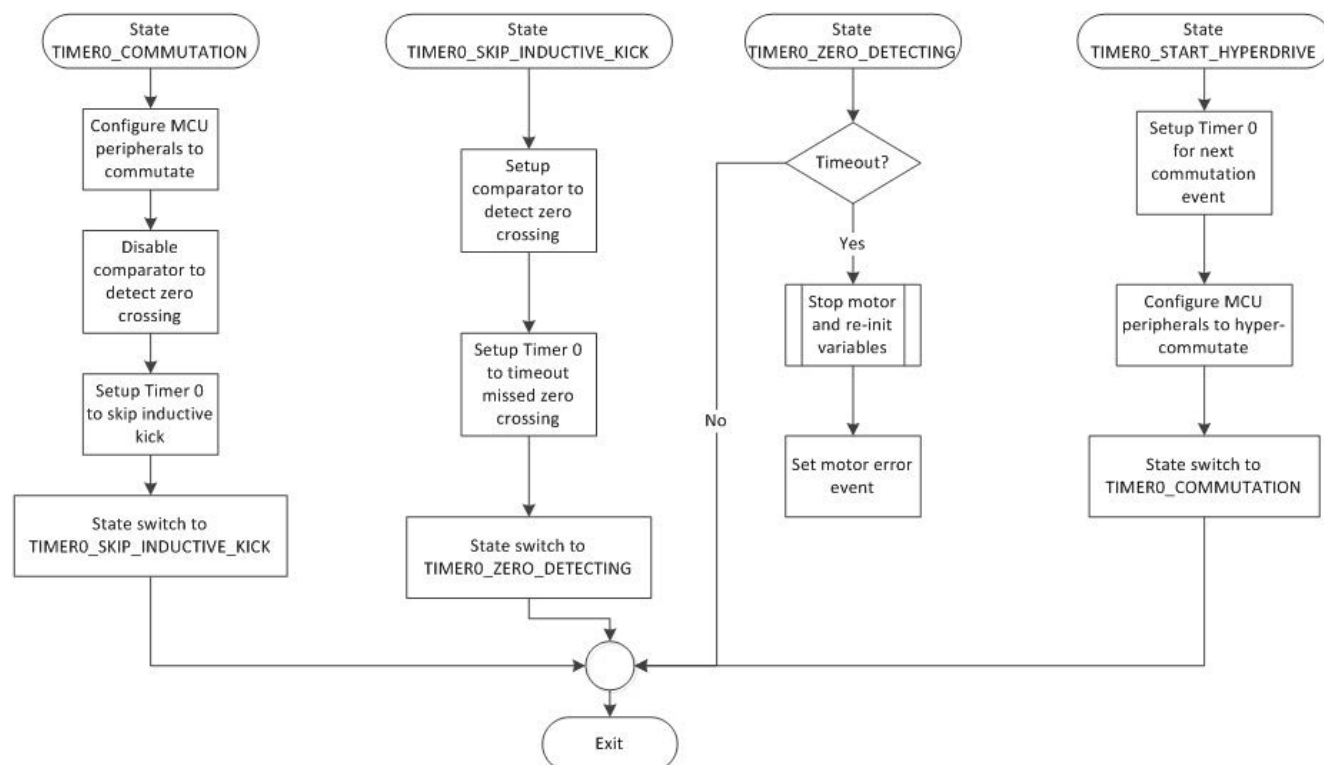 State
TIMER0_COMMUTATION
Configure MCU
peripherals to
commutate
Disable
comparator to
detect zero
crossing
Setup Timer 0
to skip inductive
kick
State switch to
TIMER0_SKIP_INDUCTIVE_KICK
State
TIMER0_SKIP_INDUCTIVE_KICK
Setup
comparator to
detect zero
crossing
Setup Timer 0
to timeout
missed zero
crossing
State switch to
TIMER0_ZERO_DETECTING
State
TIMER0_ZERO_DETECTING
Timeout?
Yes
No
Stop motor
and re-init
variables
Set motor error
event
State
TIMER0_START_HYPERDRIVE
Setup Timer 0
for next
commutation
event
Configure MCU
peripherals to hyper-
commutate
State switch to
TIMER0_COMMUTATION
Exit